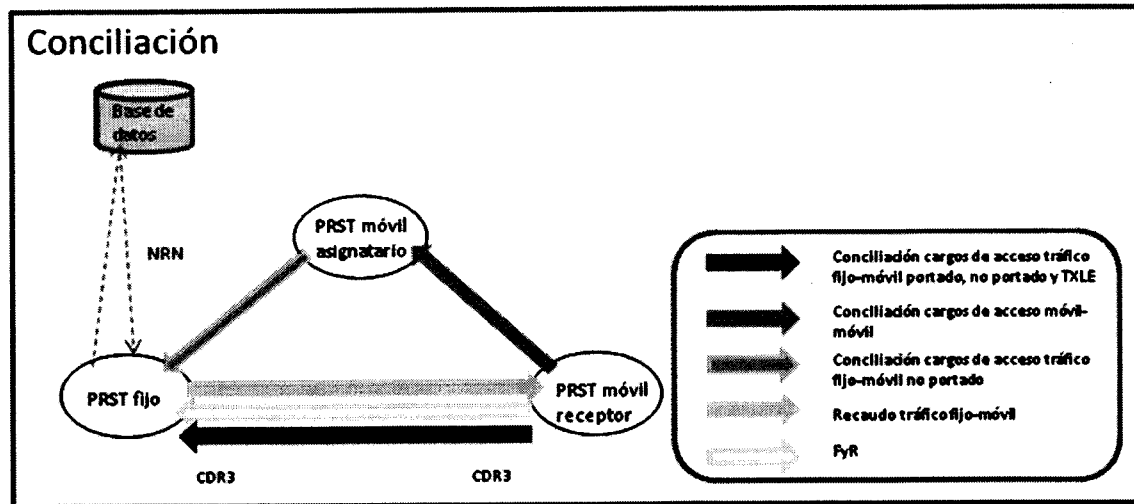 Conciliación
Base de
datos
NRN
PRST móvil
asignatario
PRST fijo
PRST móvil
receptor
CDR3
CDR3
Conciliación cargos de acceso tráfico
fijo-móvil portado, no portado y TXLE
Conciliación cargos de acceso móvil-
móvil
Conciliación cargos de acceso tráfico
fijo-móvil no portado
Recaudo tráfico fijo-móvil
FyR